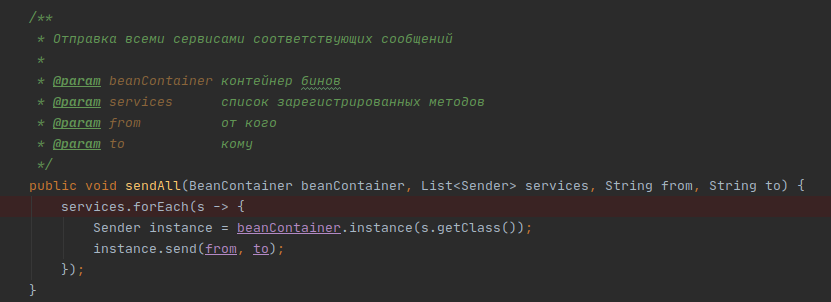 /**
 * Отправка всеми сервисами соответствующих сообщений
 *
 * @param beanContainer контейнер бинов
 * @param services      список зарегистрированных методов
 * @param from          от кого
 * @param to            кому
 */
public void sendAll(BeanContainer beanContainer, List<Sender> services, String from, String to) {
    services.forEach(s -> {
        Sender instance = beanContainer.instance(s.getClass());
        instance.send(from, to);
    });
}